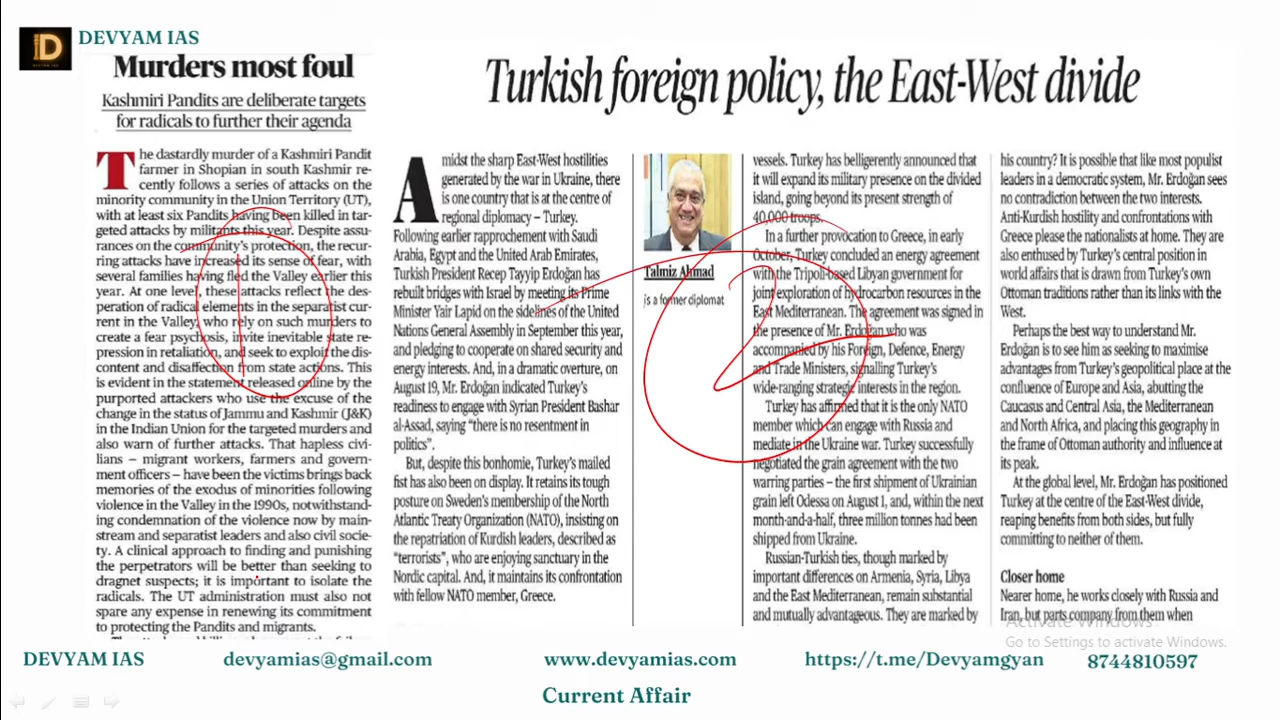 DEVYAM IAS
Murders most foul
Kashmiri Pandits are deliberate targets
for radicals to further their agenda
The dastardly murder of a Kashmiri Pandit
farmer in Shopian in south Kashmir re-
cently follows a series of attacks on the
minority community in the Union Territory (UT),
with at least six Pandits having been killed in tar-
geted attacks by militants this year. Despite assu-
rances on the community's protection, the recur-
ring attacks have increased its sense of fear, with
several families having fled the Valley earlier this
year. At one level, these attacks reflect the des-
peration of radical elements in the separatist cur-
rent in the Valley, who rely on such murders to
create a fear psychosis, invite inevitable state re-
pression in retaliation, and seek to exploit the dis-
content and disaffection from state actions. This
is evident in the statement released online by the
purported attackers who use the excuse of the
change in the status of Jammu and Kashmir (J&K)
in the Indian Union for the targeted murders and
also warn of further attacks. That hapless civi-
lians – migrant workers, farmers and govern-
ment officers – have been the victims brings back
memories of the exodus of minorities following
violence in the Valley in the 1990s, notwithstand-
ing condemnation of the violence now by main-
stream and separatist leaders and also civil socie-
ty. A clinical approach to finding and punishing
the perpetrators will be better than seeking to
dragnet suspects; it is important to isolate the
radicals. The UT administration must also not
spare any expense in renewing its commitment
to protecting the Pandits and migrants.
Turkish foreign policy, the East-West divide
Amidst the sharp East-West hostilities
generated by the war in Ukraine, there
is one country that is at the centre of
regional diplomacy – Turkey.
Following earlier rapprochement with Saudi
Arabia, Egypt and the United Arab Emirates,
Turkish President Recep Tayyip Erdoğan has
rebuilt bridges with Israel by meeting its Prime
Minister Yair Lapid on the sidelines of the United
Nations General Assembly in September this year,
and pledging to cooperate on shared security and
energy interests. And, in a dramatic overture, on
August 19, Mr. Erdoğan indicated Turkey's
readiness to engage with Syrian President Bashar
al-Assad, saying "there is no resentment in
politics".
But, despite this bonhomie, Turkey's mailed
fist has also been on display. It retains its tough
posture on Sweden's membership of the North
Atlantic Treaty Organization (NATO), insisting on
the repatriation of Kurdish leaders, described as
"terrorists", who are enjoying sanctuary in the
Nordic capital. And, it maintains its confrontation
with fellow NATO member, Greece.
Talmiz Ahmad
is a former diplomat
vessels. Turkey has belligerently announced that
it will expand its military presence on the divided
island, going beyond its present strength of
40,000 troops.
In a further provocation to Greece, in early
October, Turkey concluded an energy agreement
with the Tripoli-based Libyan government for
joint exploration of hydrocarbon resources in the
East Mediterranean. The agreement was signed in
the presence of Mr. Erdoğan who was
accompanied by his Foreign, Defence, Energy
and Trade Ministers, signalling Turkey's
wide-ranging strategic interests in the region.
Turkey has affirmed that it is the only NATO
member which can engage with Russia and
mediate in the Ukraine war. Turkey successfully
negotiated the grain agreement with the two
warring parties – the first shipment of Ukrainian
grain left Odessa on August 1, and, within the next
month-and-a-half, three million tonnes had been
shipped from Ukraine.
Russian-Turkish ties, though marked by
important differences on Armenia, Syria, Libya
and the East Mediterranean, remain substantial
and mutually advantageous. They are marked by
his country? It is possible that like most populist
leaders in a democratic system, Mr. Erdoğan sees
no contradiction between the two interests.
Anti-Kurdish hostility and confrontations with
Greece please the nationalists at home. They are
also enthused by Turkey's central position in
world affairs that is drawn from Turkey's own
Ottoman traditions rather than its links with the
West.
Perhaps the best way to understand Mr.
Erdoğan is to see him as seeking to maximise
advantages from Turkey's geopolitical place at the
confluence of Europe and Asia, abutting the
Caucasus and Central Asia, the Mediterranean
and North Africa, and placing this geography in
the frame of Ottoman authority and influence at
its peak.
At the global level, Mr. Erdoğan has positioned
Turkey at the centre of the East-West divide,
reaping benefits from both sides, but fully
committing to neither of them.
Closer home
Nearer home, he works closely with Russia and
Iran, but parts company from them when
1
2
Activate Windows
Go to Settings to activate Windows.
DEVYAM IAS devyamias@gmail.com www.devyamias.com https://t.me/Devyamgyan 8744810597
Current Affair